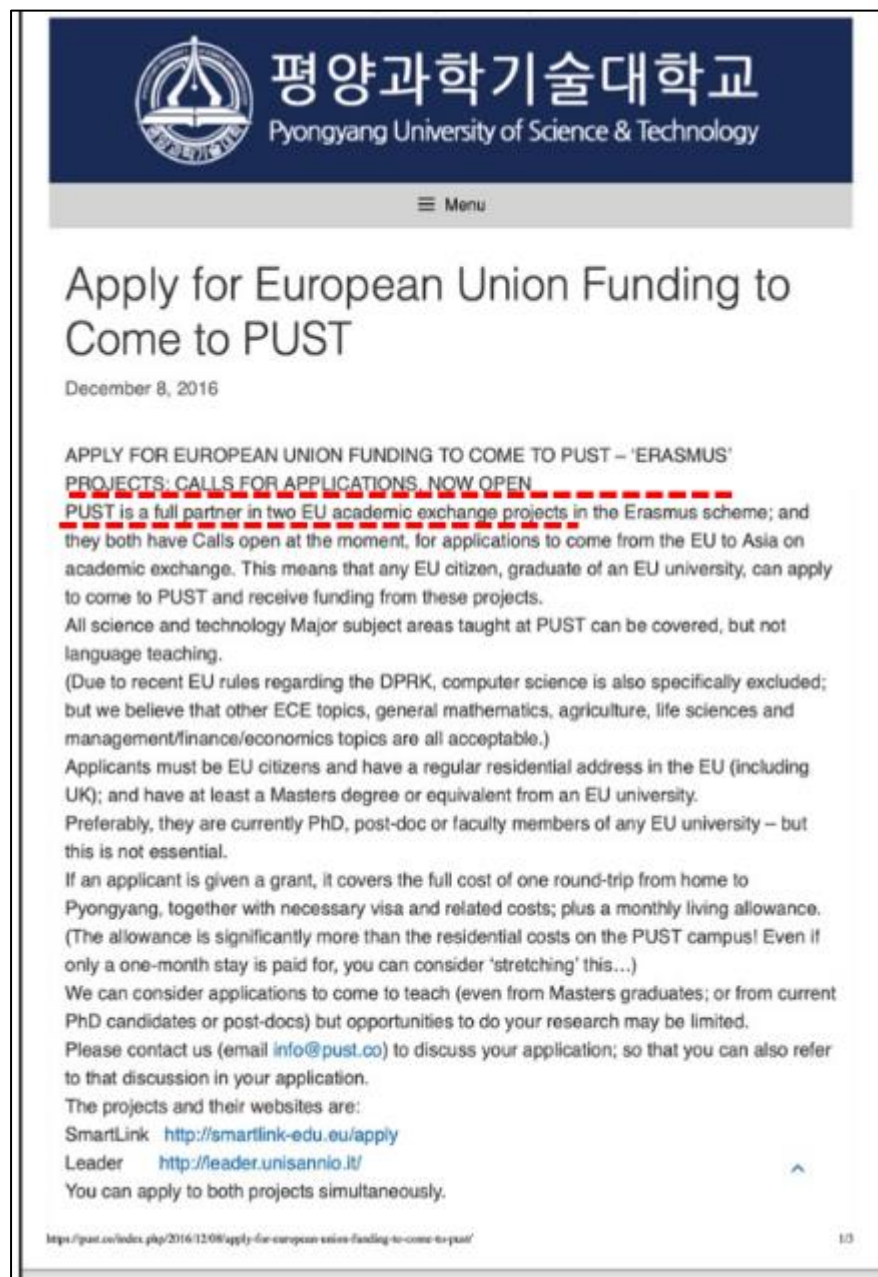 평양과학기술대학교
Pyongyang University of Science & Technology
평양과학기술대학
☰ Menu
Apply for European Union Funding to
Come to PUST
December 8, 2016
APPLY FOR EUROPEAN UNION FUNDING TO COME TO PUST – 'ERASMUS'
PROJECTS: CALLS FOR APPLICATIONS, NOW OPEN
PUST is a full partner in two EU academic exchange projects in the Erasmus scheme; and
they both have Calls open at the moment, for applications to come from the EU to Asia on
academic exchange. This means that any EU citizen, graduate of an EU university, can apply
to come to PUST and receive funding from these projects.
All science and technology Major subject areas taught at PUST can be covered, but not
language teaching.
(Due to recent EU rules regarding the DPRK, computer science is also specifically excluded;
but we believe that other ECE topics, general mathematics, agriculture, life sciences and
management/finance/economics topics are all acceptable.)
Applicants must be EU citizens and have a regular residential address in the EU (including
UK); and have at least a Masters degree or equivalent from an EU university.
Preferably, they are currently PhD, post-doc or faculty members of any EU university – but
this is not essential.
If an applicant is given a grant, it covers the full cost of one round-trip from home to
Pyongyang, together with necessary visa and related costs; plus a monthly living allowance.
(The allowance is significantly more than the residential costs on the PUST campus! Even if
only a one-month stay is paid for, you can consider 'stretching' this…)
We can consider applications to come to teach (even from Masters graduates; or from current
PhD candidates or post-docs) but opportunities to do your research may be limited.
Please contact us (email info@pust.co) to discuss your application; so that you can also refer
to that discussion in your application.
The projects and their websites are:
SmartLink http://smartlink-edu.eu/apply
Leader http://leader.unisannio.it/
You can apply to both projects simultaneously.
https://pust.co/index.php/2016/12/08/apply-for-european-union-funding-to-come-to-pust/ 1/3